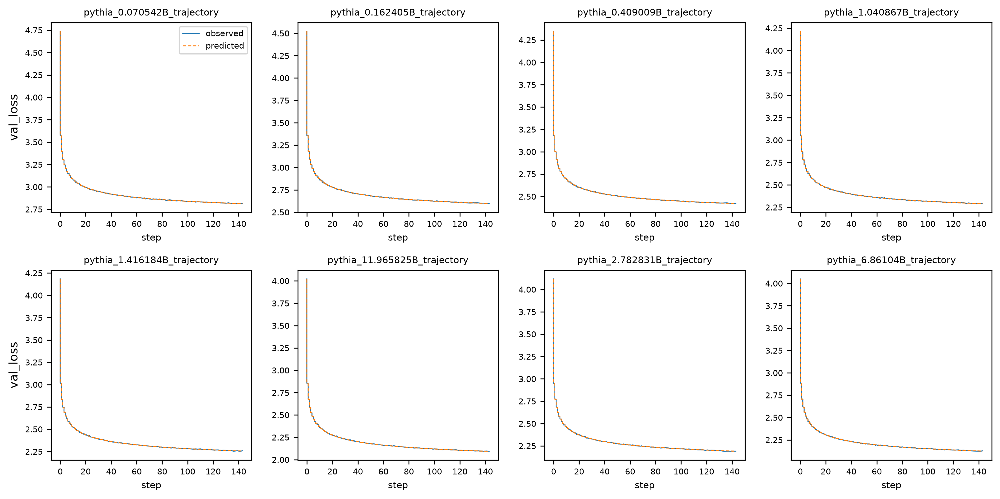 pythia_0.070542B_trajectory
val_loss
4.75
4.50
4.25
4.00
3.75
3.50
3.25
3.00
2.75
observed
predicted
0 20 40 60 80 100 120 140
step
pythia_0.162405B_trajectory
4.50
4.25
4.00
3.75
3.50
3.25
3.00
2.75
2.50
0 20 40 60 80 100 120 140
step
pythia_0.409009B_trajectory
4.25
4.00
3.75
3.50
3.25
3.00
2.75
2.50
0 20 40 60 80 100 120 140
step
pythia_1.040867B_trajectory
4.25
4.00
3.75
3.50
3.25
3.00
2.75
2.50
2.25
0 20 40 60 80 100 120 140
step
pythia_1.416184B_trajectory
val_loss
4.25
4.00
3.75
3.50
3.25
3.00
2.75
2.50
2.25
0 20 40 60 80 100 120 140
step
pythia_11.965825B_trajectory
4.00
3.75
3.50
3.25
3.00
2.75
2.50
2.25
2.00
0 20 40 60 80 100 120 140
step
pythia_2.782831B_trajectory
4.00
3.75
3.50
3.25
3.00
2.75
2.50
2.25
0 20 40 60 80 100 120 140
step
pythia_6.86104B_trajectory
4.00
3.75
3.50
3.25
3.00
2.75
2.50
2.25
0 20 40 60 80 100 120 140
step